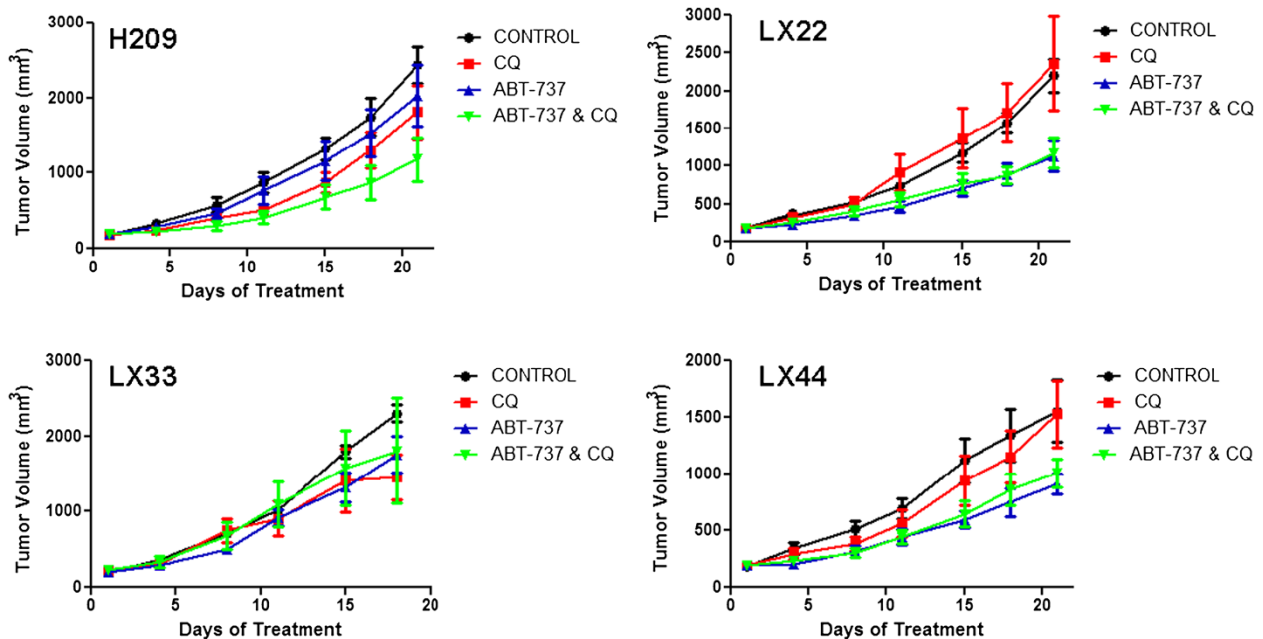 H209
3000
2000
1000
0
Tumor Volume (mm³)
0 5 10 15 20
Days of Treatment
CONTROL
CQ
ABT-737
ABT-737 & CQ
LX22
3000
2500
2000
1500
1000
500
0
Tumor Volume (mm³)
0 5 10 15 20
Days of Treatment
CONTROL
CQ
ABT-737
ABT-737 & CQ
LX33
3000
2000
1000
0
Tumor Volume (mm³)
0 5 10 15 20
Days of Treatment
CONTROL
CQ
ABT-737
ABT-737 & CQ
LX44
2000
1500
1000
500
0
Tumor Volume (mm³)
0 5 10 15 20
Days of Treatment
CONTROL
CQ
ABT-737
ABT-737 & CQ